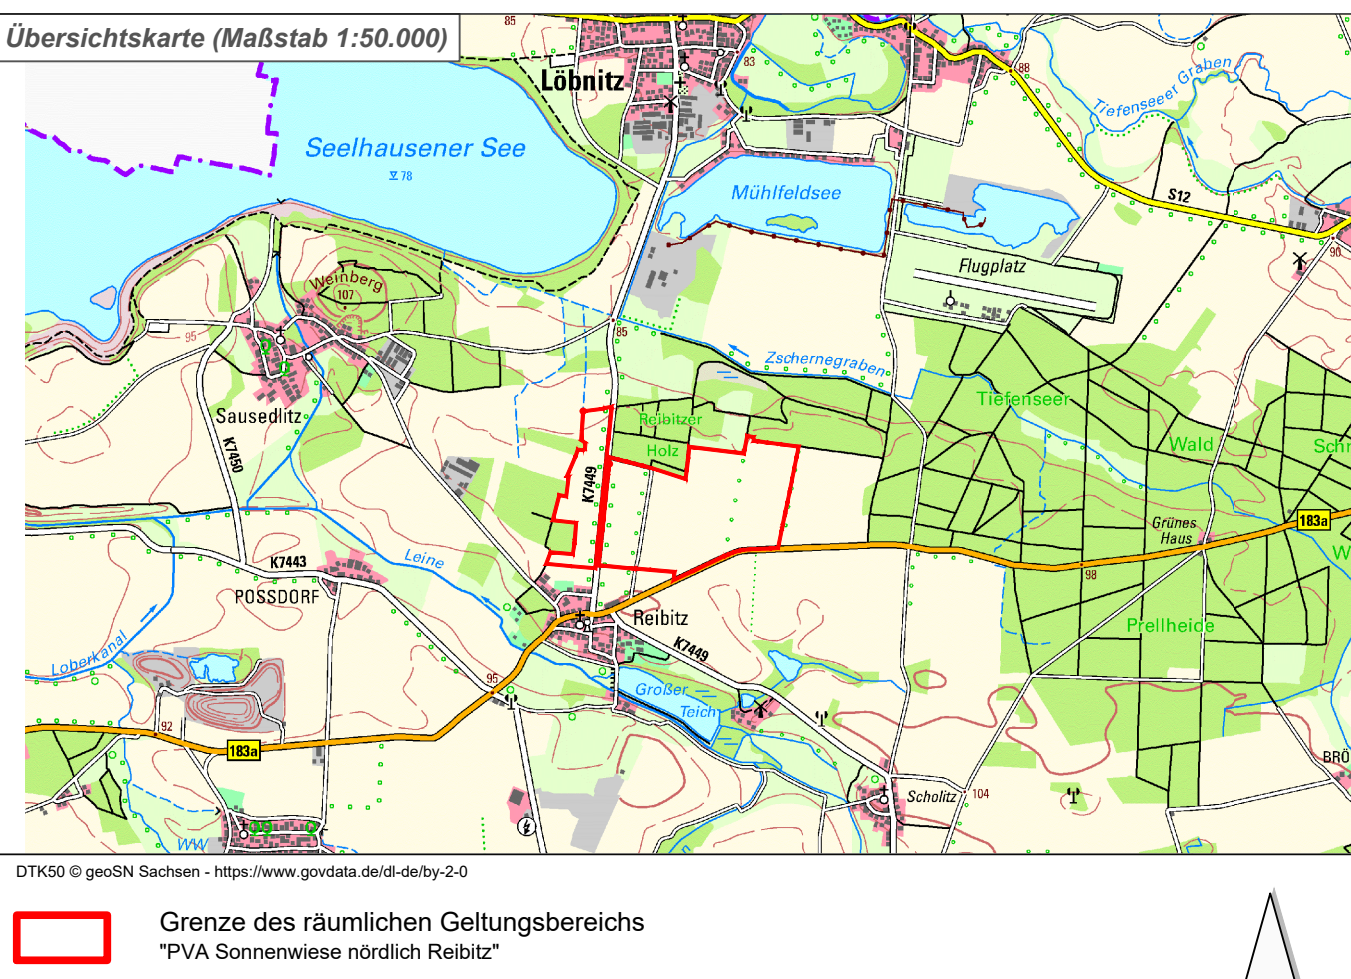 Übersichtskarte (Maßstab 1:50.000)
85
Löbnitz
83
88
Tiefenseeer Graben
Seelhausener See
78
Mühlfeldsee
S12
90
Flugplatz
Weinberg
107
95
85
Zschernegraben
Sausedlitz
K7450
Reibitzer
Holz
K7449
Tiefenseer
Wald
Grünes
Haus
183a
98
Leine
K7443
POSSDORF
Reibitz
K7449
Prellheide
Loberkanal
95
Großer
Teich
92
183a
Scholitz
104
WW
DTK50 © geoSN Sachsen - https://www.govdata.de/dl-de/by-2-0
Grenze des räumlichen Geltungsbereichs
"PVA Sonnenwiese nördlich Reibitz"